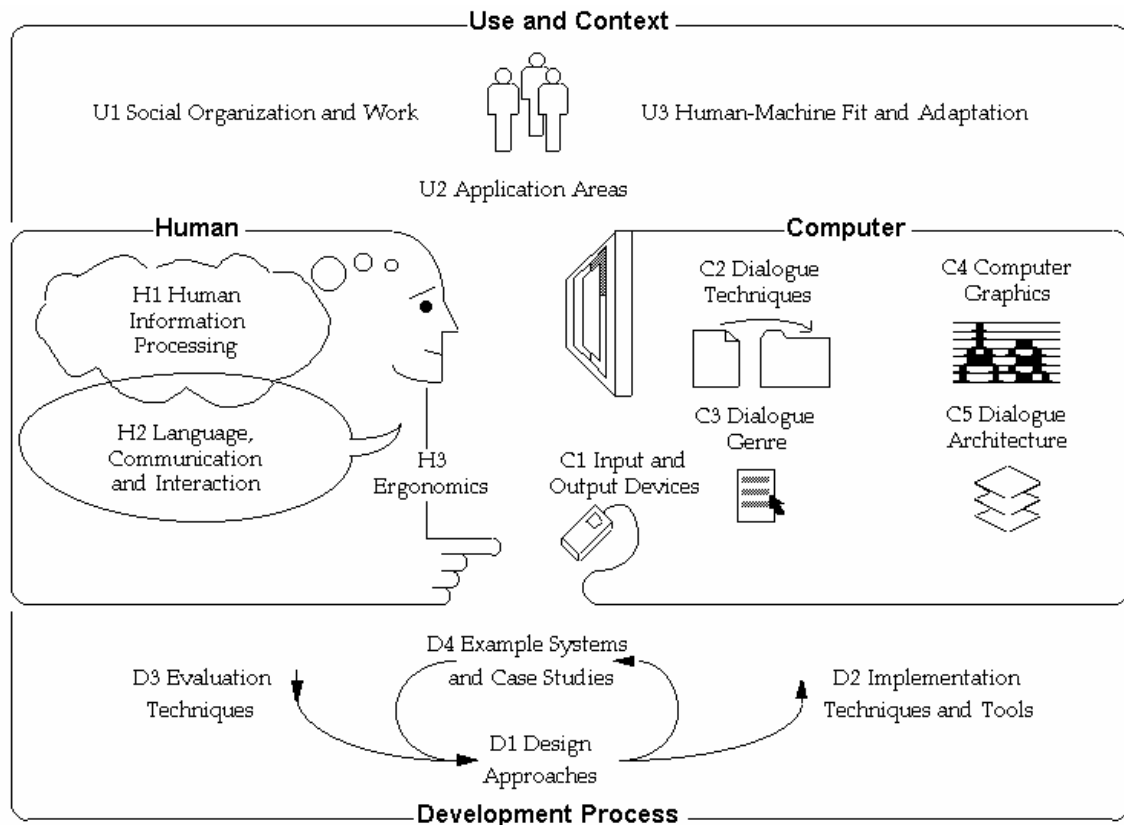 Use and Context
U1 Social Organization and Work
U3 Human-Machine Fit and Adaptation
U2 Application Areas
Human
H1 Human
Information
Processing
H2 Language,
Communication
and Interaction
H3
Ergonomics
Computer
C1 Input and
Output Devices
C2 Dialogue
Techniques
C3 Dialogue
Genre
C4 Computer
Graphics
C5 Dialogue
Architecture
D3 Evaluation
Techniques
D4 Example Systems
and Case Studies
D1 Design
Approaches
D2 Implementation
Techniques and Tools
Development Process